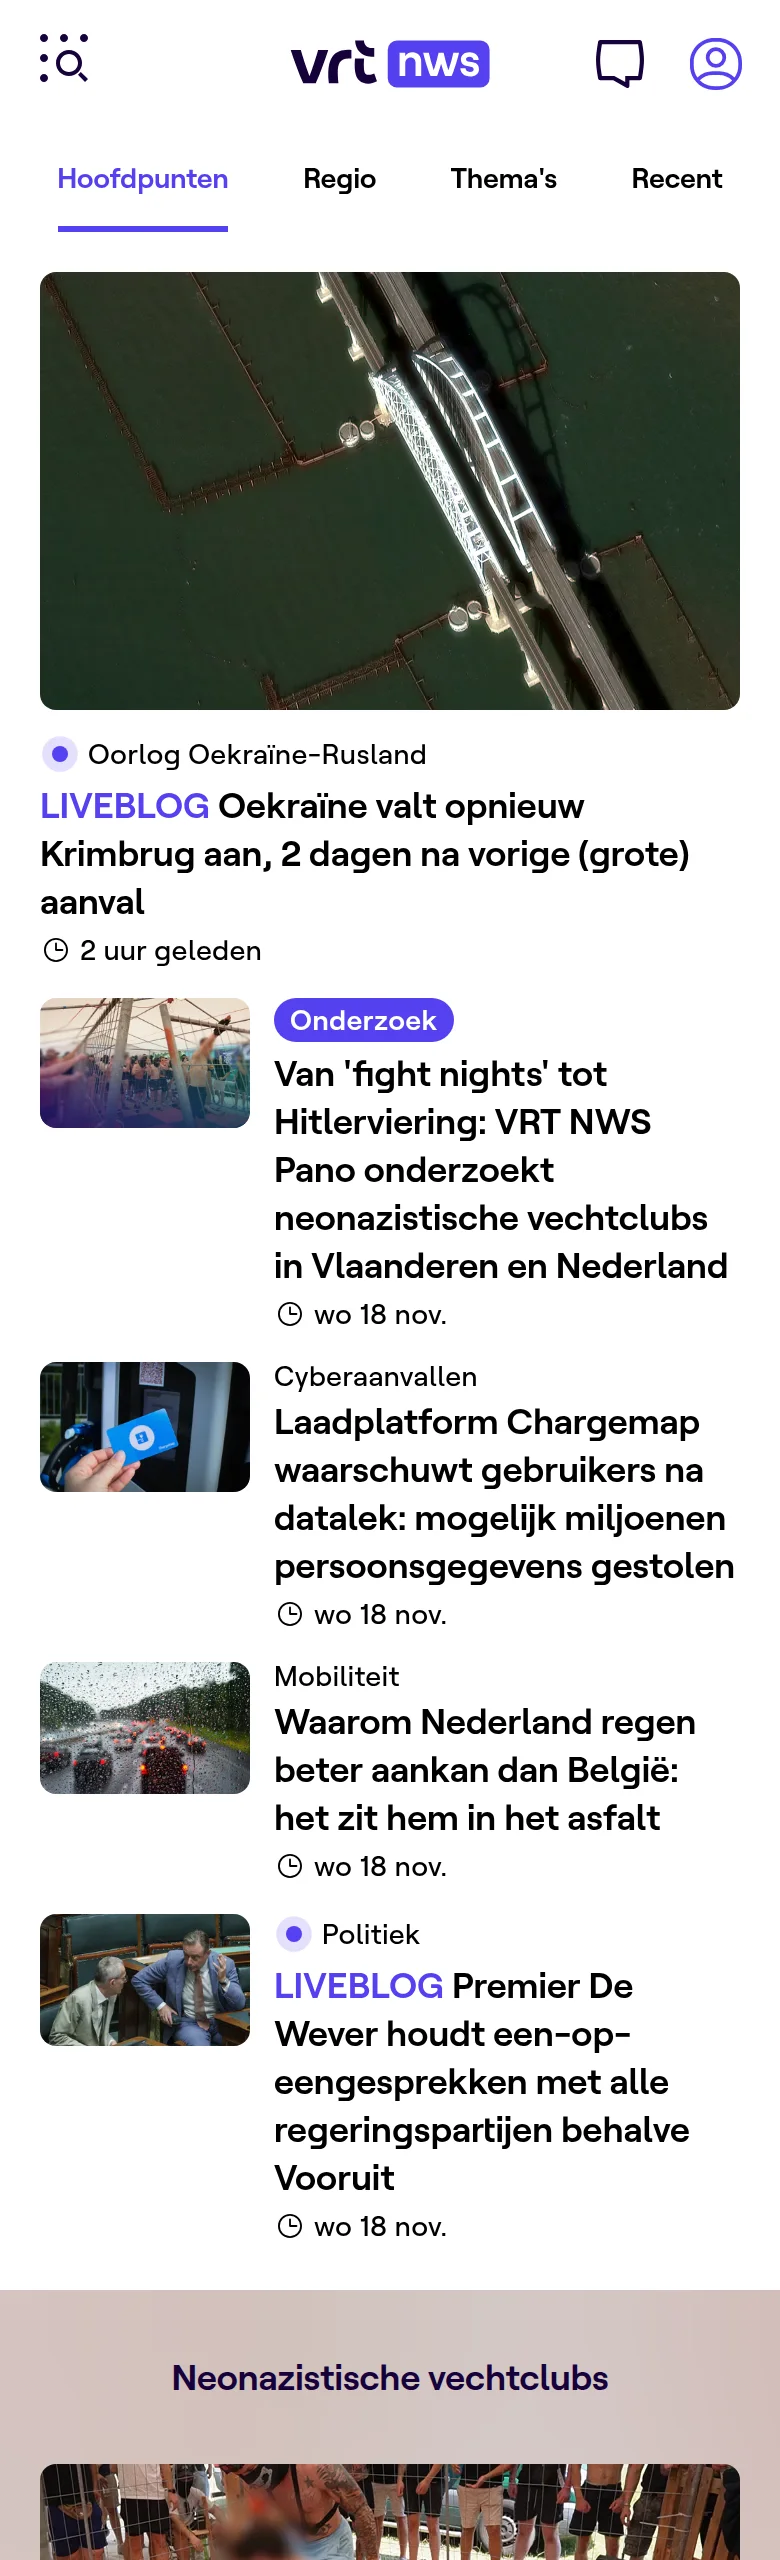 vrt nws
Hoofdpunten Regio Thema's Recent
Oorlog Oekraïne-Rusland
LIVEBLOG Oekraïne valt opnieuw
Krimbrug aan, 2 dagen na vorige (grote)
aanval
2 uur geleden
Onderzoek
Van 'fight nights' tot
Hitlerviering: VRT NWS
Pano onderzoekt
neonazistische vechtclubs
in Vlaanderen en Nederland
wo 18 nov.
Cyberaanvallen
Laadplatform Chargemap
waarschuwt gebruikers na
datalek: mogelijk miljoenen
persoonsgegevens gestolen
wo 18 nov.
Mobiliteit
Waarom Nederland regen
beter aankan dan België:
het zit hem in het asfalt
wo 18 nov.
Politiek
LIVEBLOG Premier De
Wever houdt een-op-
eengesprekken met alle
regeringspartijen behalve
Vooruit
wo 18 nov.
Neonazistische vechtclubs